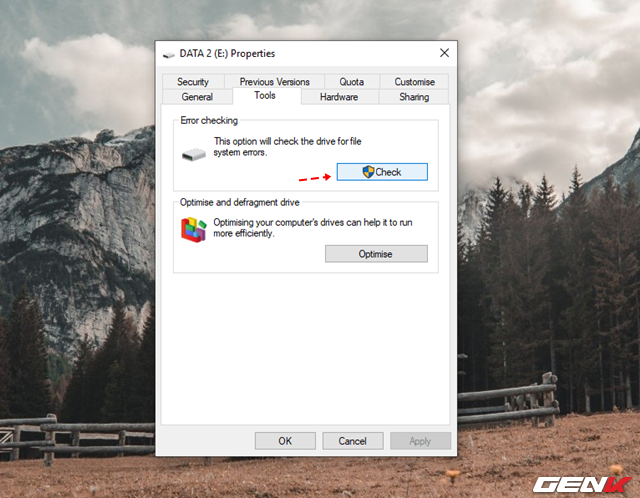 DATA 2 (E:) Properties
Security Previous Versions Quota Customise
General Tools Hardware Sharing
Error checking
This option will check the drive for file
system errors.
Check
Optimise and defragment drive
Optimising your computer's drives can help it to run
more efficiently.
Optimise
OK Cancel Apply
GENK